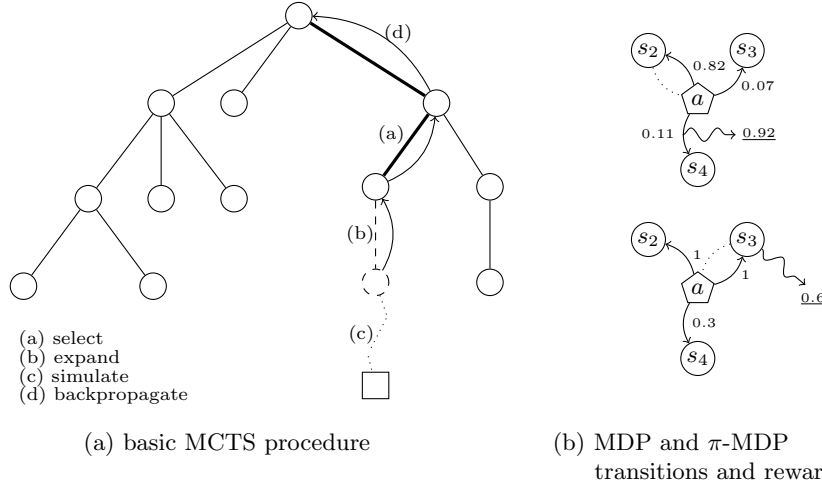 (d)
(a)
(b)
(c)
(a) select
(b) expand
(c) simulate
(d) backpropagate
(a) basic MCTS procedure
s2
s3
0.82
0.07
a
0.11
0.92
s4
s2
s3
1
1
a
0.6
0.3
s4
(b) MDP and π-MDP
transitions and rewar